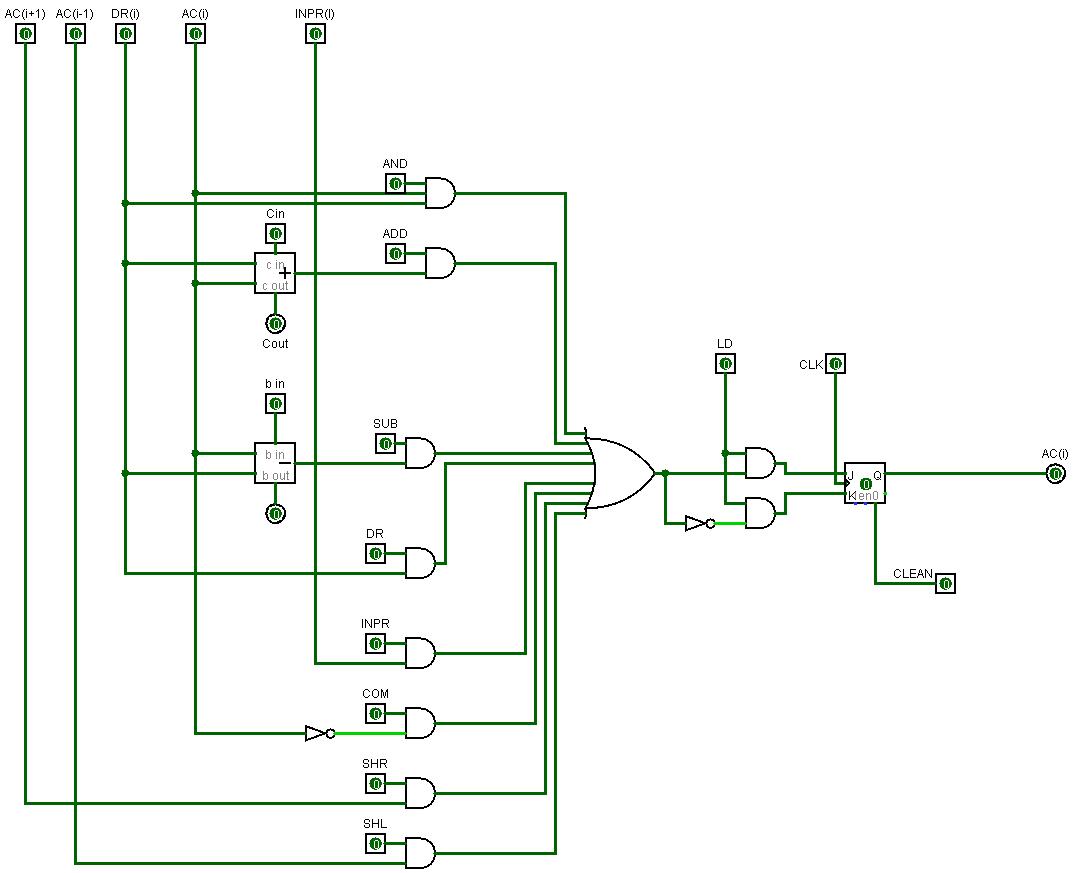 AC(i+1) AC(i-1) DR(i) AC(i) INPR(I)
0 0 0 0 0
AND
0
Cin
0
ADD
0
c in
+
c out
0
Cout
LD
0
CLK 0
b in
0
SUB
0
b in
−
b out
0
AC(i)
0
J Q
0
K en 0
DR
0
CLEAN 0
INPR
0
COM
0
SHR
0
SHL
0